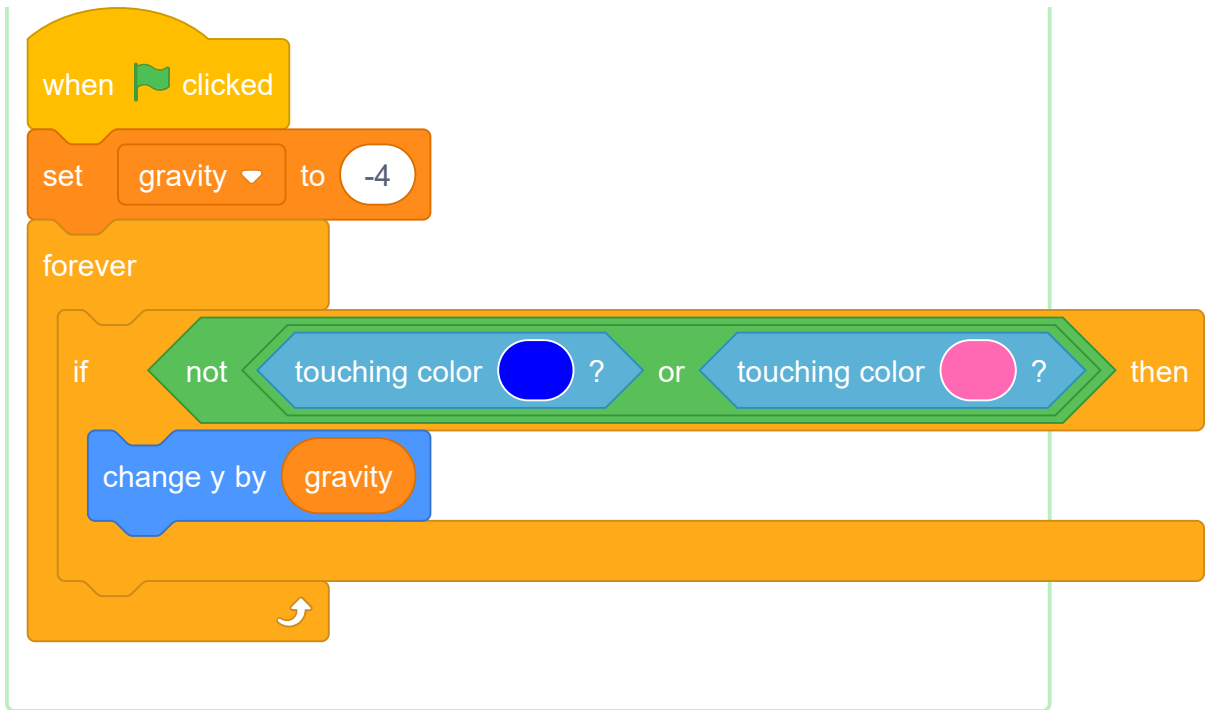 when clicked
set gravity to -4
forever
if not touching color ? or touching color ? then
change y by gravity